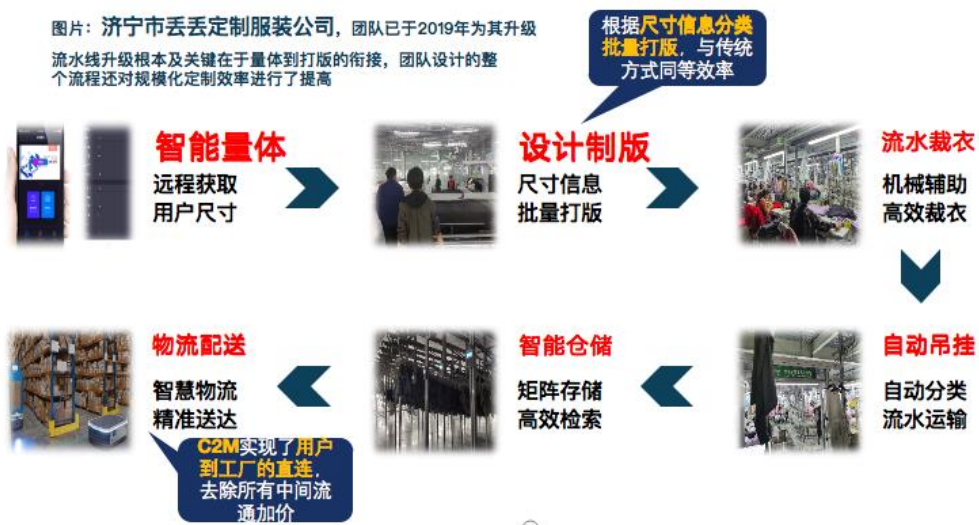 图片：济宁市丢丢定制服装公司，团队已于2019年为其升级
流水线升级根本及关键在于量体到打版的衔接，团队设计的整
个流程还对规模化定制效率进行了提高
根据尺寸信息分类
批量打版，与传统
方式同等效率
智能量体
远程获取
用户尺寸
设计制版
尺寸信息
批量打版
流水裁衣
机械辅助
高效裁衣
自动吊挂
自动分类
流水运输
智能仓储
矩阵存储
高效检索
物流配送
智慧物流
精准送达
C2M实现了用户
到工厂的直连，
去除所有中间流
通加价